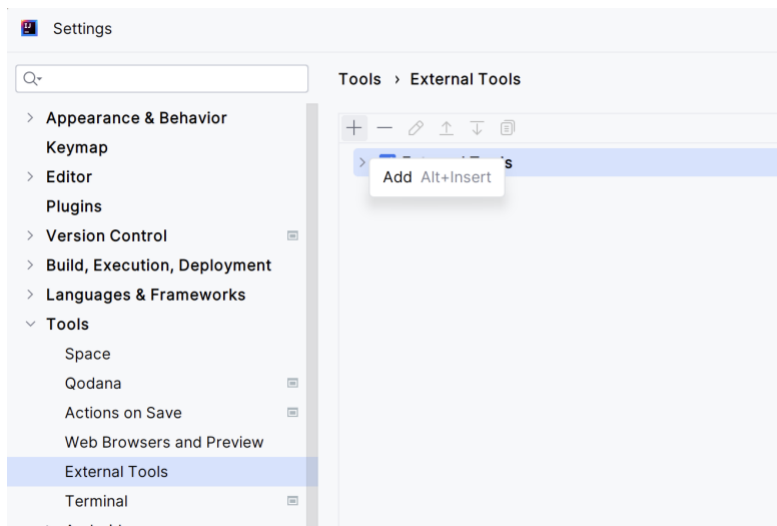 Settings
Tools › External Tools
Appearance & Behavior
Keymap
Editor
Plugins
Version Control
Build, Execution, Deployment
Languages & Frameworks
Tools
Space
Qodana
Actions on Save
Web Browsers and Preview
External Tools
Terminal
Add Alt+Insert